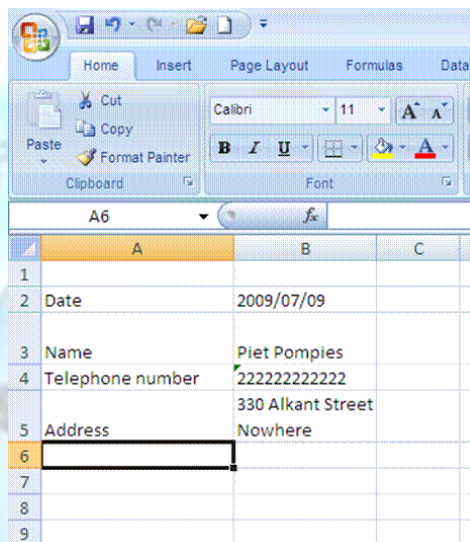 Home Insert Page Layout Formulas Data
Paste
Cut
Copy
Format Painter
Clipboard
Calibri 11 A A
B I U A
Font
A6 fx
A B C
1
2 Date 2009/07/09
3 Name Piet Pompies
4 Telephone number 222222222222
330 Alkant Street
5 Address Nowhere
6
7
8
9